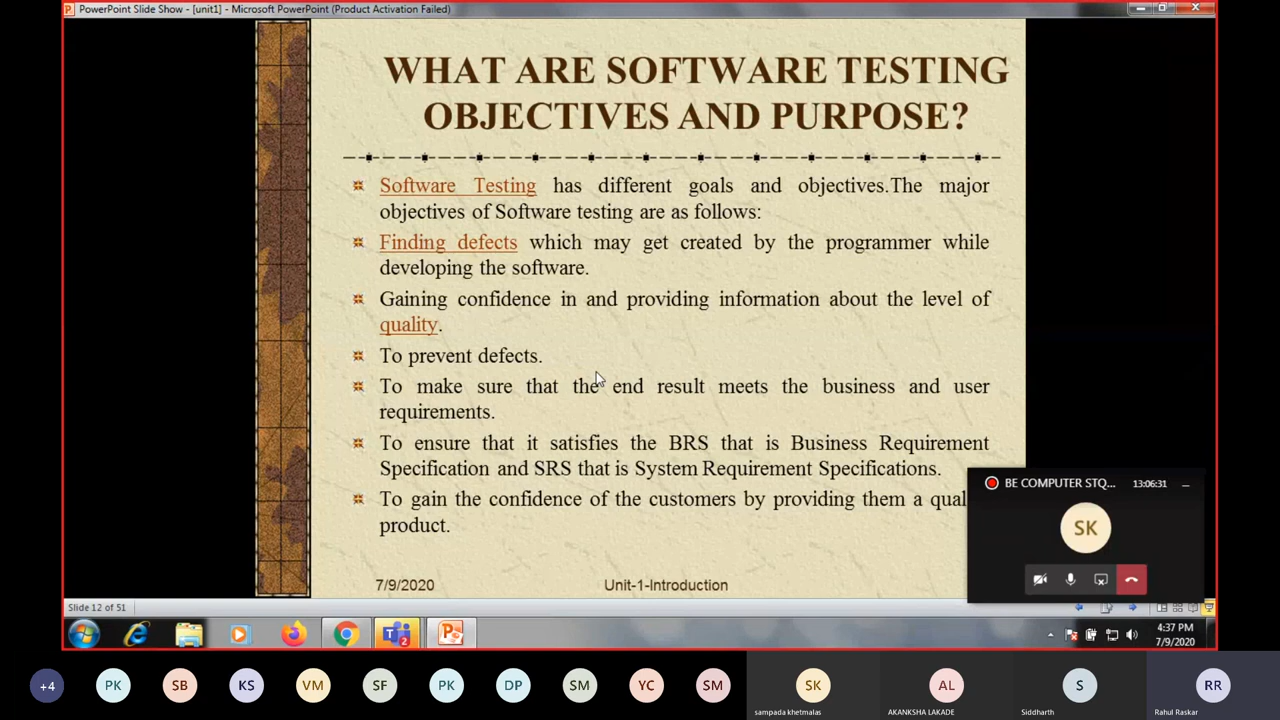 PowerPoint Slide Show - [unit1] - Microsoft PowerPoint (Product Activation Failed)
WHAT ARE SOFTWARE TESTING
OBJECTIVES AND PURPOSE?
Software Testing has different goals and objectives.The major
objectives of Software testing are as follows:
Finding defects which may get created by the programmer while
developing the software.
Gaining confidence in and providing information about the level of
quality.
To prevent defects.
To make sure that the end result meets the business and user
requirements.
To ensure that it satisfies the BRS that is Business Requirement
Specification and SRS that is System Requirement Specifications.
To gain the confidence of the customers by providing them a qual
product.
7/9/2020
Unit-1-Introduction
BE COMPUTER STQ...
13:06:31
SK
Slide 12 of 51
4:37 PM
7/9/2020
+4
PK
SB
KS
VM
SF
PK
DP
SM
YC
SM
SK
sampada khetmalas
AL
AKANKSHA LAKADE
S
Siddharth
RR
Rahul Raskar